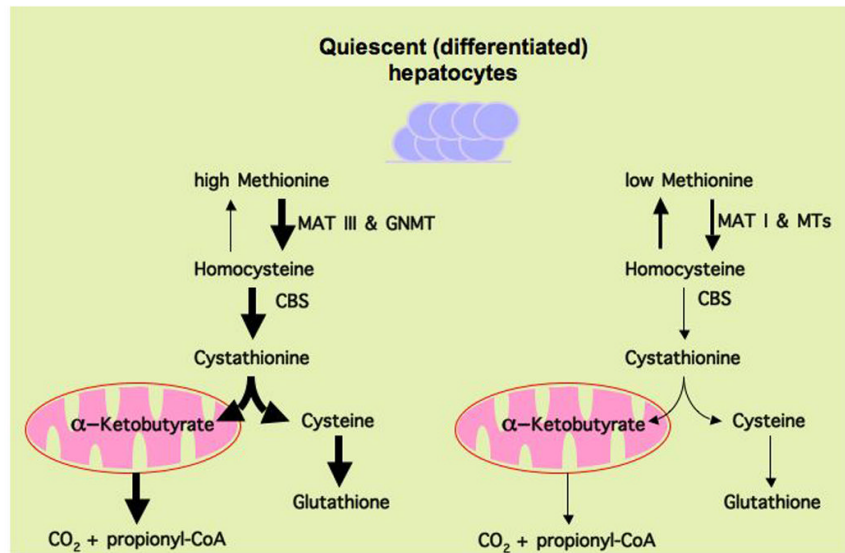 Quiescent (differentiated)
hepatocytes
high Methionine
MAT III & GNMT
Homocysteine
CBS
Cystathionine
α–Ketobutyrate
Cysteine
Glutathione
CO₂ + propionyl-CoA
low Methionine
MAT I & MTs
Homocysteine
CBS
Cystathionine
α–Ketobutyrate
Cysteine
Glutathione
CO₂ + propionyl-CoA